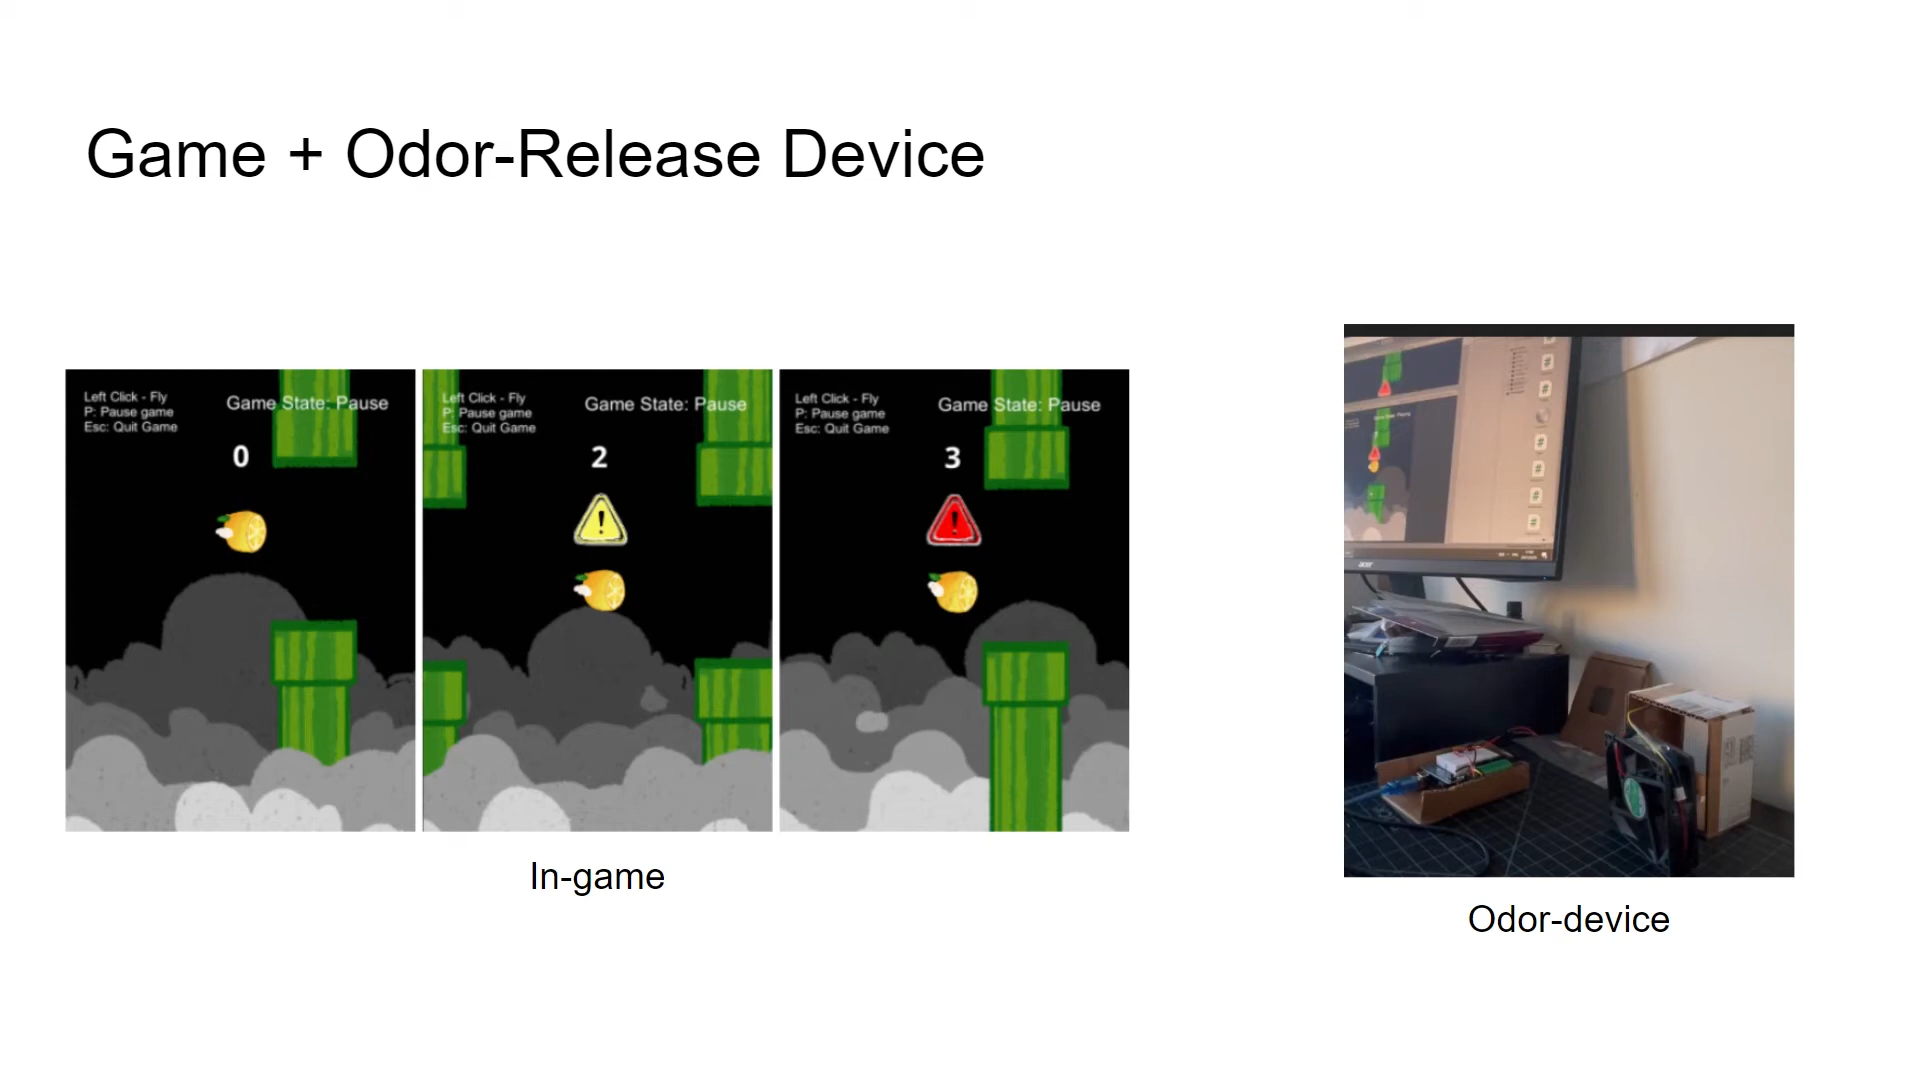 Game + Odor-Release Device
Left Click - Fly
P: Pause game
Esc: Quit Game
Game State: Pause
0
Left Click - Fly
P: Pause game
Esc: Quit Game
Game State: Pause
2
!
Left Click - Fly
P: Pause game
Esc: Quit Game
Game State: Pause
3
!
In-game
acer
Odor-device